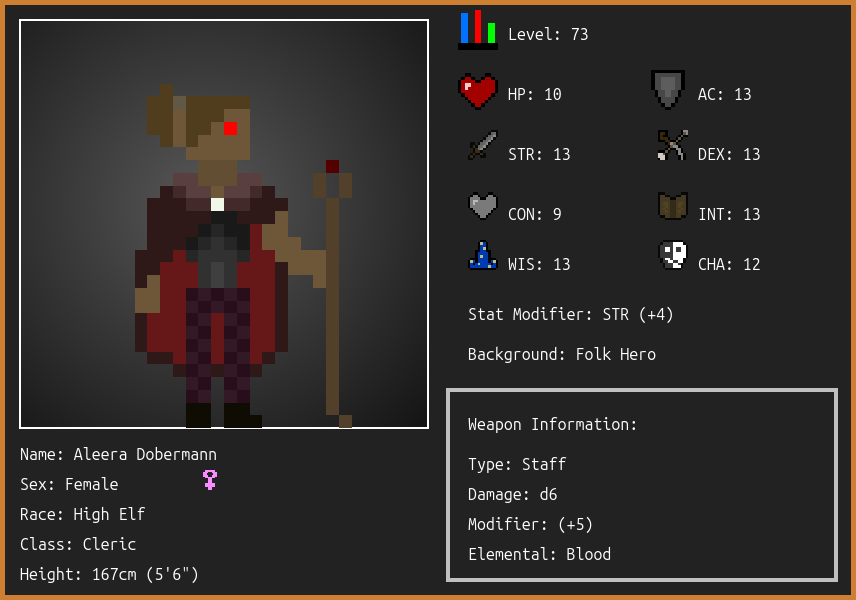 Level: 73
HP: 10
AC: 13
STR: 13
DEX: 13
CON: 9
INT: 13
WIS: 13
CHA: 12
Stat Modifier: STR (+4)
Background: Folk Hero
Weapon Information:
Type: Staff
Damage: d6
Modifier: (+5)
Elemental: Blood
Name: Aleera Dobermann
Sex: Female
Race: High Elf
Class: Cleric
Height: 167cm (5'6")